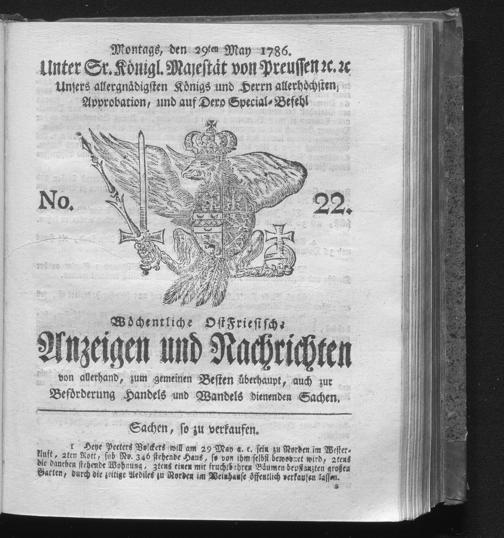 Montags, den 29ten May 1786.
Unter Sr. Königl. Majestät von Preussen ꝛc. ꝛc
Unsers allergnädigsten Königs und Herrn allerhöchsten,
Approbation, und auf Dero Special-Befehl
No. 22.
Wöchentliche OstFriesische
Anzeigen und Nachrichten
von allerhand, zum gemeinen Besten überhaupt, auch zur
Beförderung Handels und Wandels dienenden Sachen.
Sachen, so zu verkaufen.
1 Heye Peeters Volckers will am 29 May a. c. sein zu Norden im Wester-
kluft, 2ten Rott, sub No. 346 stehende Haus, so von ihm selbst bewohnet wird, 2tens
die daneben stehende Wohnung, 3tens einen mit fruchtbahren Bäumen bepflanzten grossen
Garten, durch die zeitige Aediles zu Norden im Weinhause öffentlich verkaufen lassen.